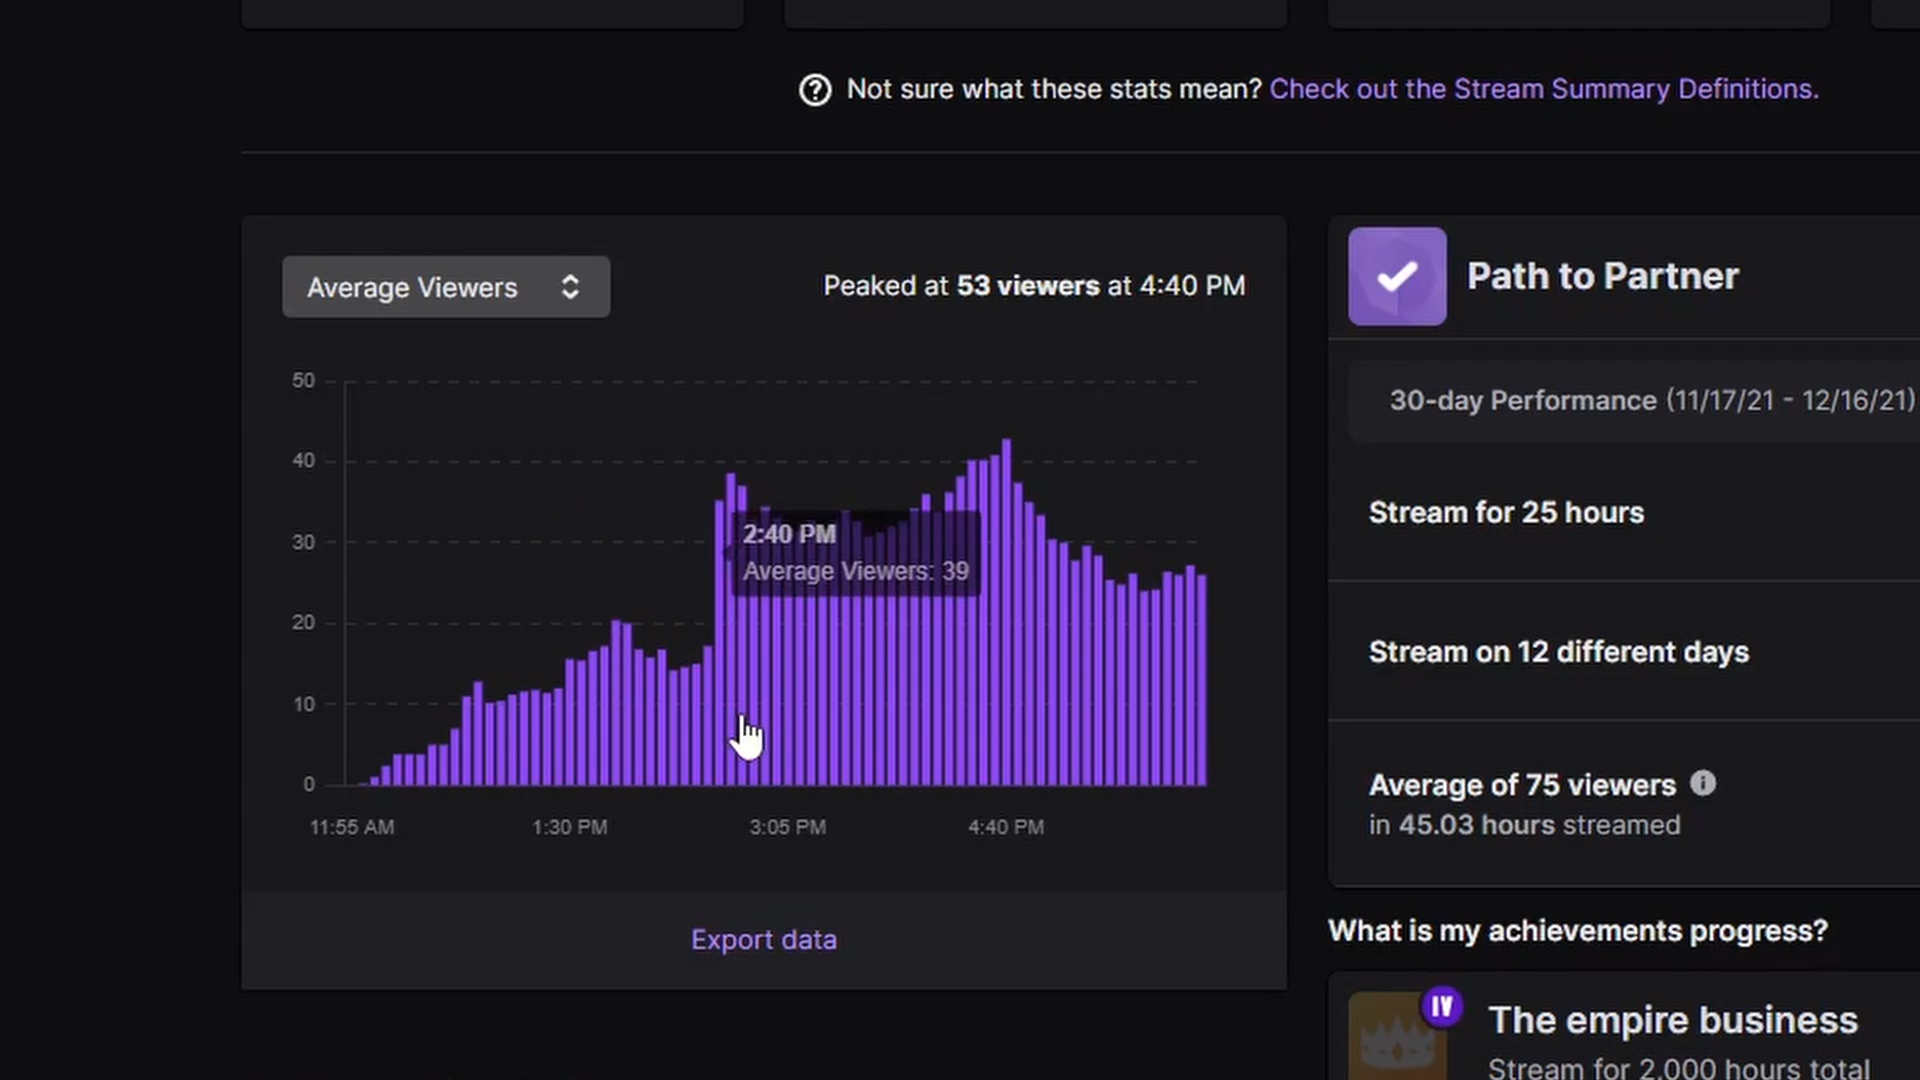 Not sure what these stats mean? Check out the Stream Summary Definitions.
Average Viewers
Peaked at 53 viewers at 4:40 PM
50
40
30
20
10
0
2:40 PM
Average Viewers: 39
11:55 AM
1:30 PM
3:05 PM
4:40 PM
Export data
Path to Partner
30-day Performance (11/17/21 - 12/16/21)
Stream for 25 hours
Stream on 12 different days
Average of 75 viewers
in 45.03 hours streamed
What is my achievements progress?
IV
The empire business
Stream for 2,000 hours total